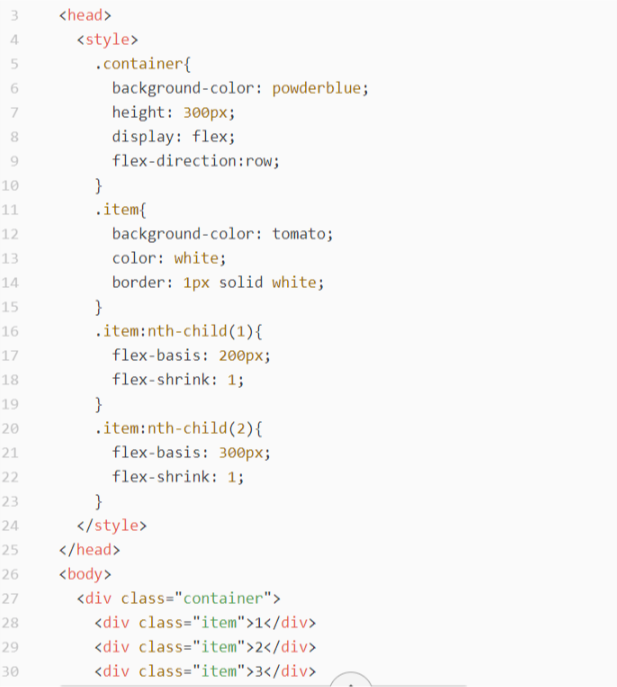 3 <head>
4 <style>
5 .container{
6 background-color: powderblue;
7 height: 300px;
8 display: flex;
9 flex-direction:row;
10 }
11 .item{
12 background-color: tomato;
13 color: white;
14 border: 1px solid white;
15 }
16 .item:nth-child(1){
17 flex-basis: 200px;
18 flex-shrink: 1;
19 }
20 .item:nth-child(2){
21 flex-basis: 300px;
22 flex-shrink: 1;
23 }
24 </style>
25 </head>
26 <body>
27 <div class="container">
28 <div class="item">1</div>
29 <div class="item">2</div>
30 <div class="item">3</div>